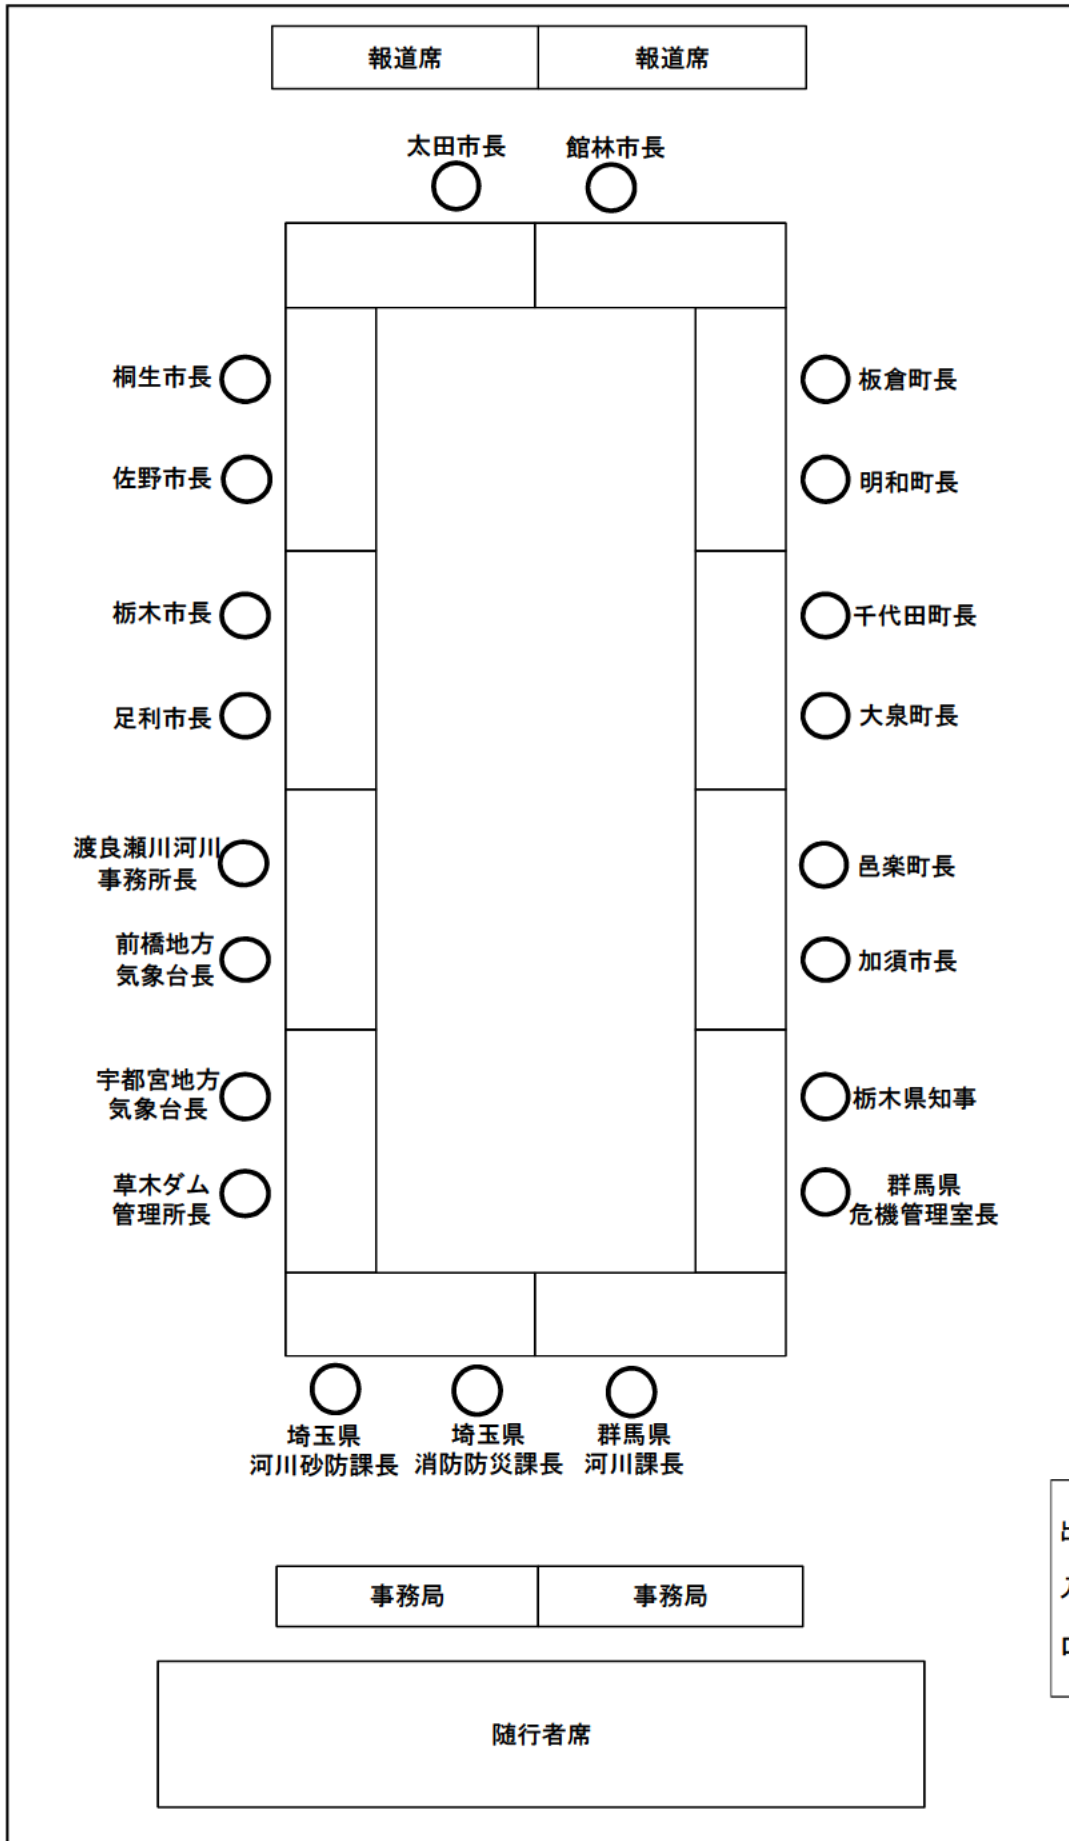 報道席 報道席
太田市長 館林市長
桐生市長 板倉町長
佐野市長 明和町長
栃木市長 千代田町長
足利市長 大泉町長
渡良瀬川河川
事務所長
邑楽町長
前橋地方
気象台長
加須市長
宇都宮地方
気象台長
栃木県知事
草木ダム
管理所長
群馬県
危機管理室長
埼玉県
河川砂防課長
埼玉県
消防防災課長
群馬県
河川課長
事務局 事務局
随行者席